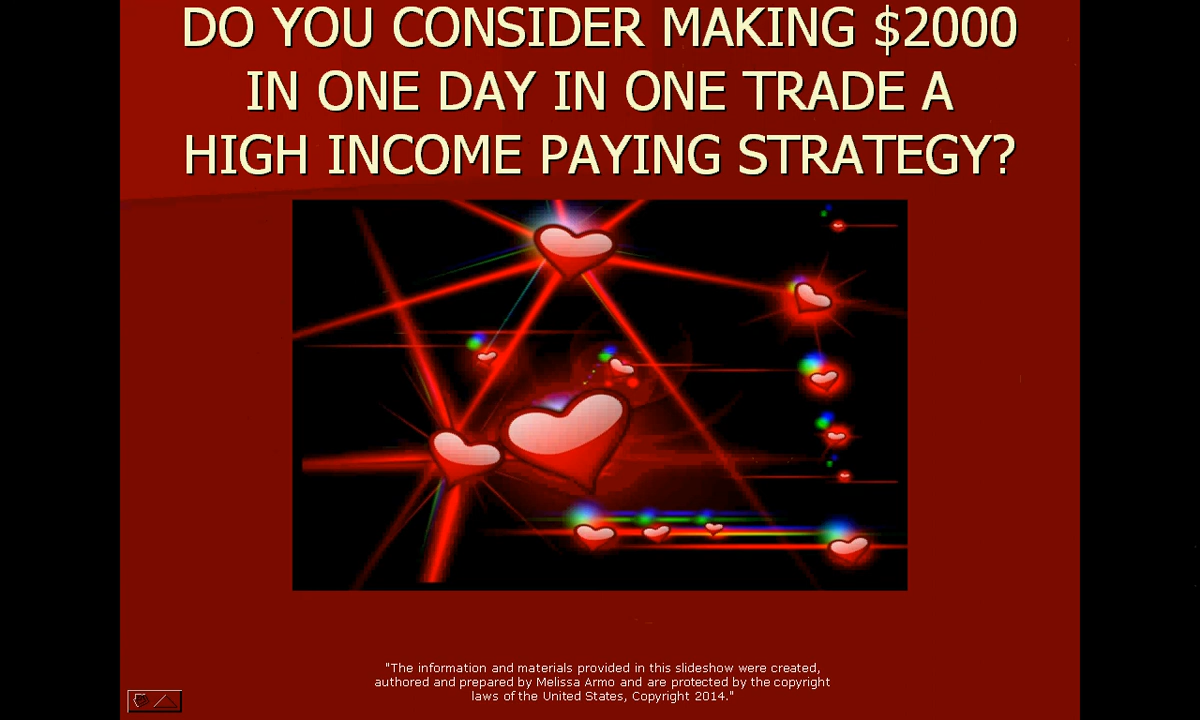 DO YOU CONSIDER MAKING $2000
IN ONE DAY IN ONE TRADE A
HIGH INCOME PAYING STRATEGY?
"The information and materials provided in this slideshow were created,
authored and prepared by Melissa Armo and are protected by the copyright
laws of the United States, Copyright 2014."